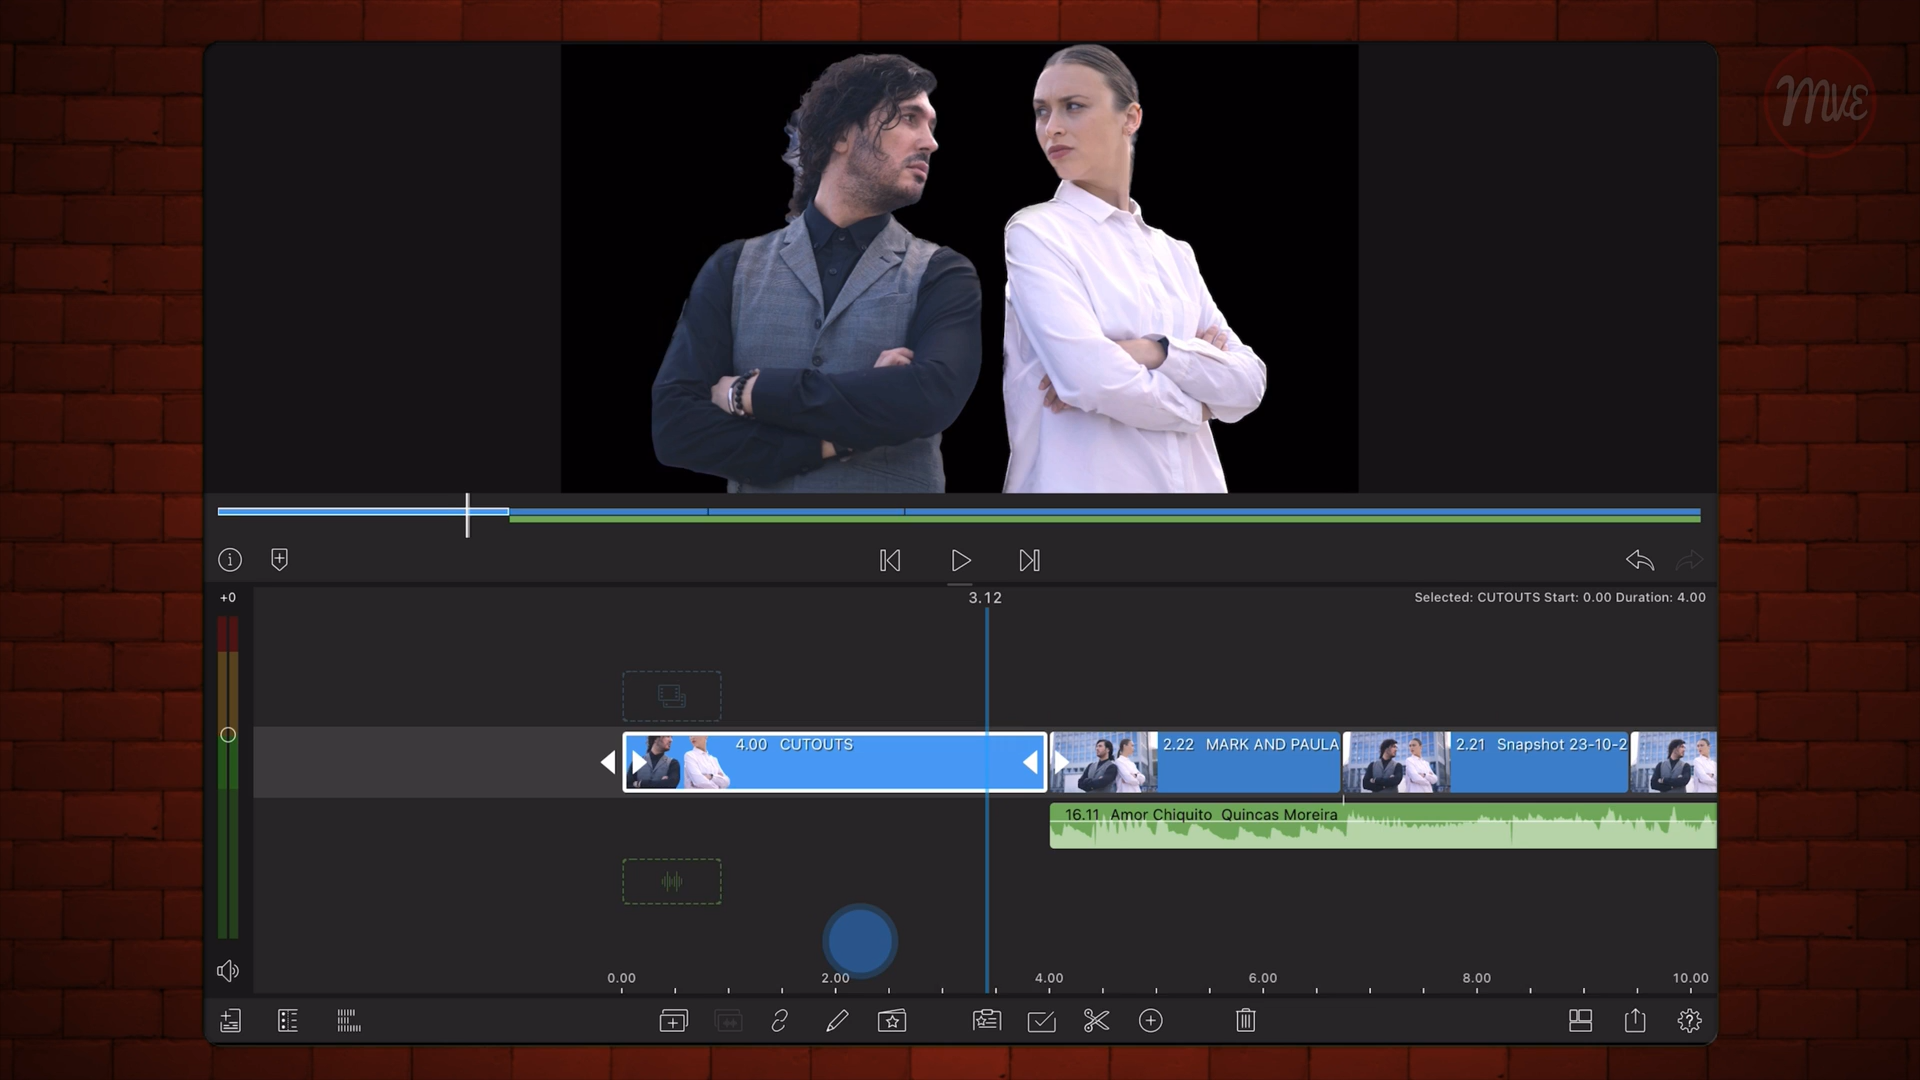 MVE
+0
3.12
Selected: CUTOUTS Start: 0.00 Duration: 4.00
4.00 CUTOUTS
2.22 MARK AND PAULA
2.21 Snapshot 23-10-2
16.11 Amor Chiquito Quincas Moreira
0.00
2.00
4.00
6.00
8.00
10.00